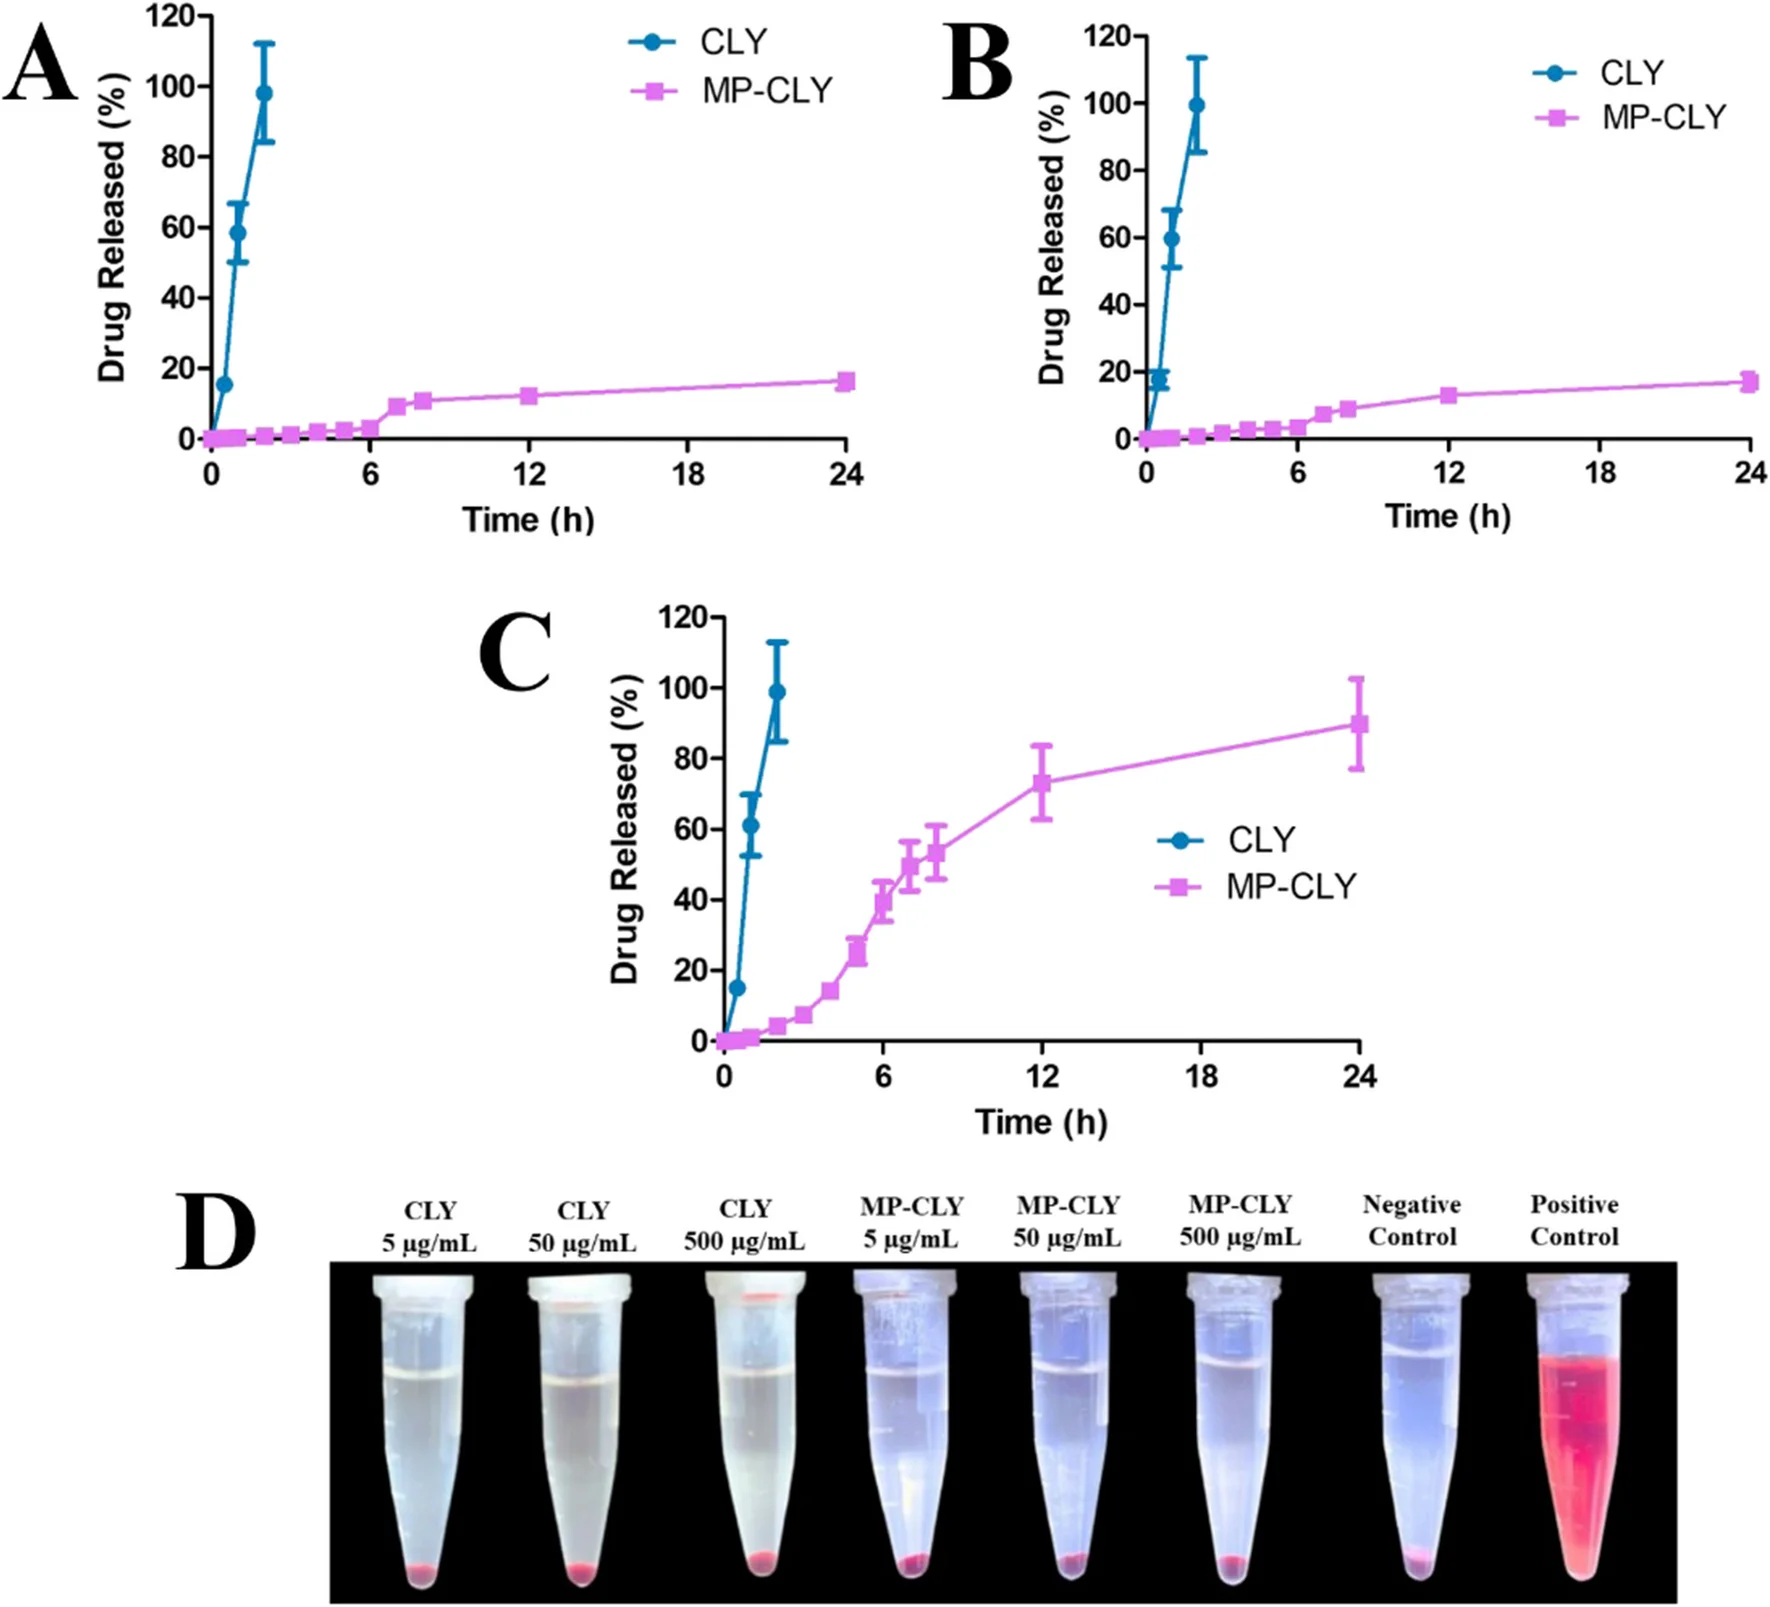 A
120
100
80
60
40
20
0
Drug Released (%)
CLY
MP-CLY
0 6 12 18 24
Time (h)
B
120
100
80
60
40
20
0
Drug Released (%)
CLY
MP-CLY
0 6 12 18 24
Time (h)
C
120
100
80
60
40
20
0
Drug Released (%)
CLY
MP-CLY
0 6 12 18 24
Time (h)
D
CLY
5 µg/mL
CLY
50 µg/mL
CLY
500 µg/mL
MP-CLY
5 µg/mL
MP-CLY
50 µg/mL
MP-CLY
500 µg/mL
Negative
Control
Positive
Control